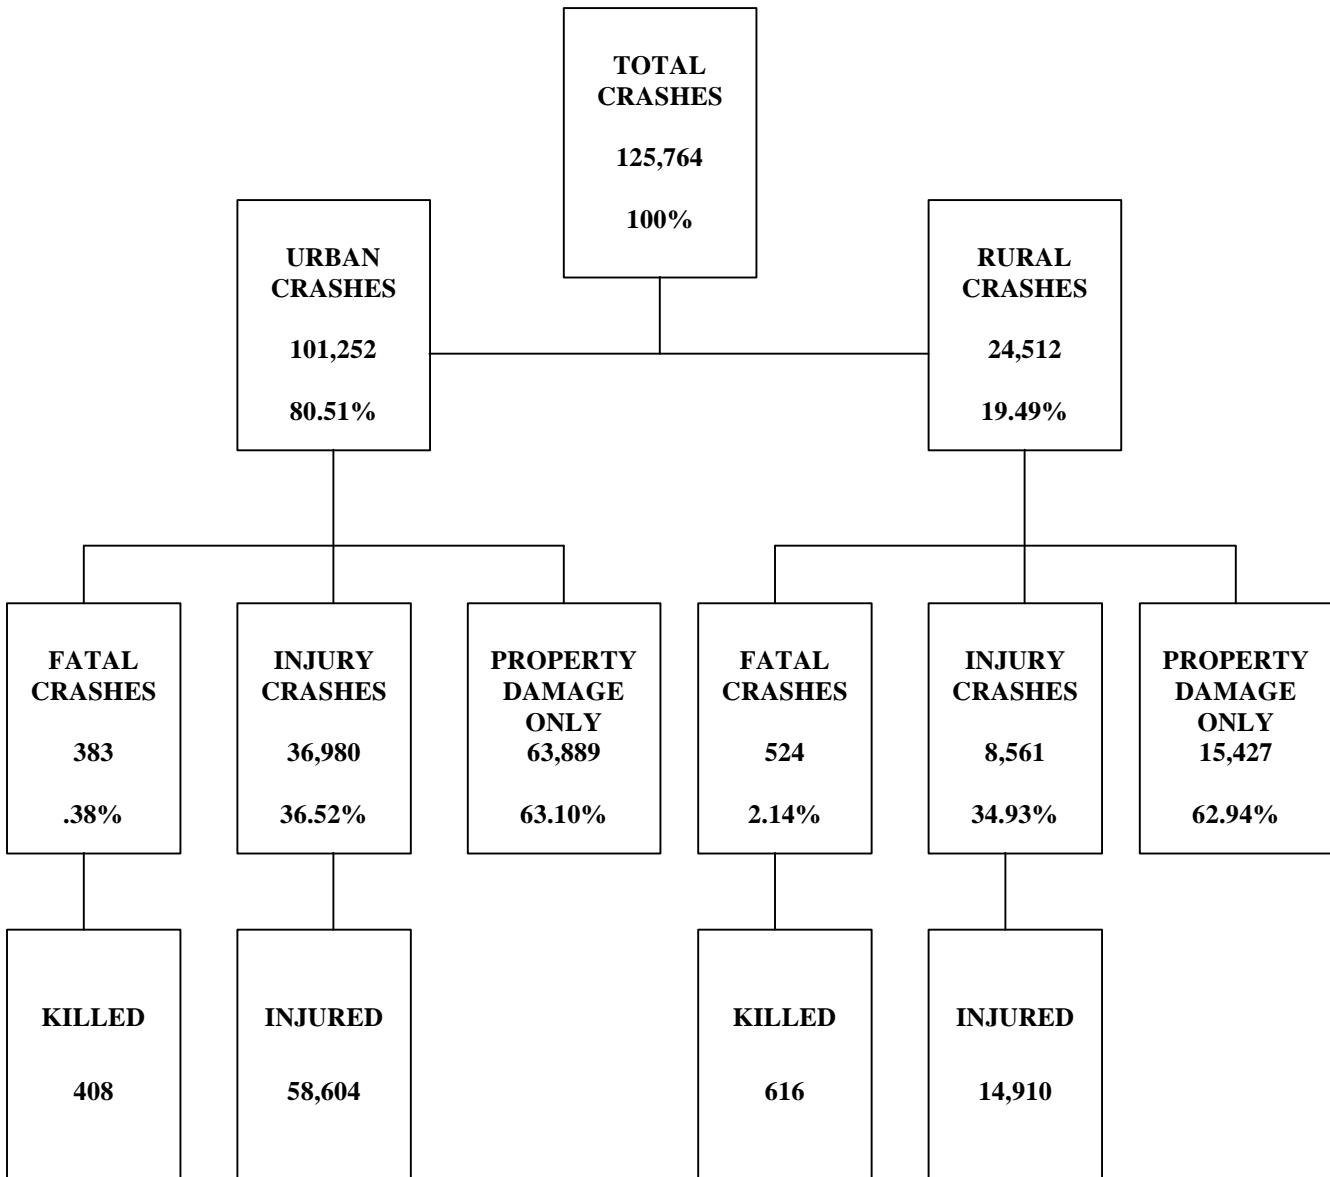 TOTAL
CRASHES
125,764
100%
URBAN
CRASHES
101,252
80.51%
RURAL
CRASHES
24,512
19.49%
FATAL
CRASHES
383
.38%
INJURY
CRASHES
36,980
36.52%
PROPERTY
DAMAGE
ONLY
63,889
63.10%
FATAL
CRASHES
524
2.14%
INJURY
CRASHES
8,561
34.93%
PROPERTY
DAMAGE
ONLY
15,427
62.94%
KILLED
408
INJURED
58,604
KILLED
616
INJURED
14,910